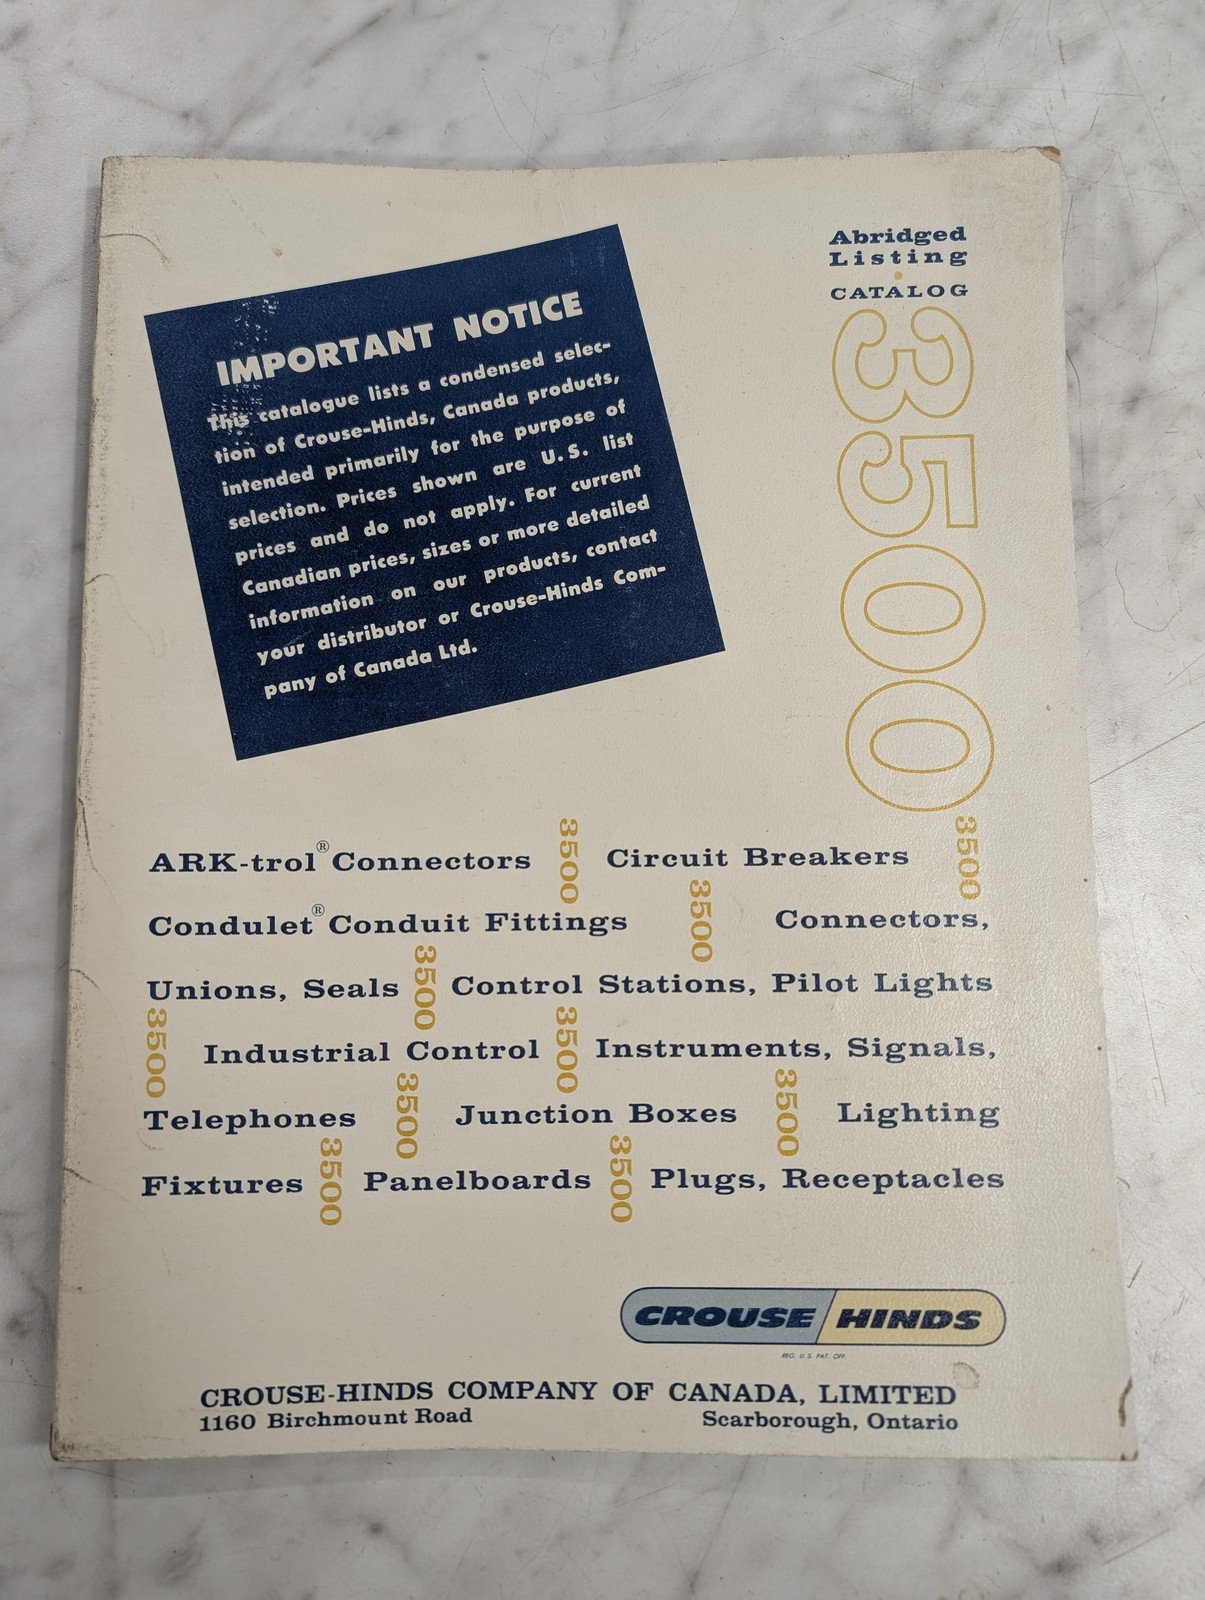 Abridged
Listing
CATALOG
3500
IMPORTANT NOTICE
This catalogue lists a condensed selec-
tion of Crouse-Hinds, Canada products,
intended primarily for the purpose of
selection. Prices shown are U.S. list
prices and do not apply. For current
Canadian prices, sizes or more detailed
information on our products, contact
your distributor or Crouse-Hinds Com-
pany of Canada Ltd.
ARK-trol® Connectors 3500 Circuit Breakers 3500
Condulet® Conduit Fittings 3500 Connectors,
Unions, Seals 3500 Control Stations, Pilot Lights
3500 Industrial Control 3500 Instruments, Signals,
Telephones 3500 Junction Boxes 3500 Lighting
Fixtures 3500 Panelboards 3500 Plugs, Receptacles
CROUSE HINDS
REG. U.S. PAT. OFF.
CROUSE-HINDS COMPANY OF CANADA, LIMITED
1160 Birchmount Road Scarborough, Ontario